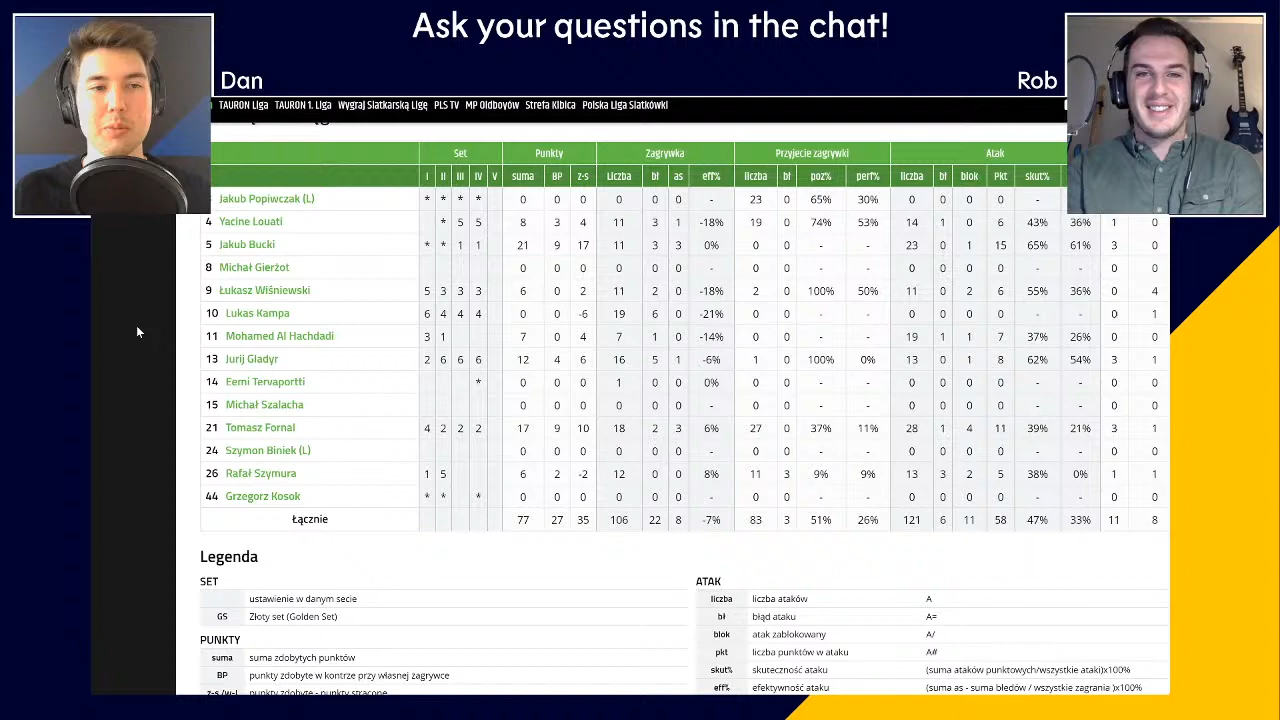 Ask your questions in the chat!
Dan
Rob
TAURON Liga TAURON 1. Liga Wygraj Siatkarską Ligę PLS TV MP Oldboyów Strefa Kibica Polska Liga Siatkówki
Set Punkty Zagrywka Przyjęcie zagrywki Atak
I II III IV V suma BP z-s Liczba bł as eff% liczba bł poz% perf% liczba bł blok Pkt skut%
Jakub Popiwczak (L) * * * * 0 0 0 0 0 0 - 23 0 65% 30% 0 0 0 0 -
4 Yacine Louati * 5 5 8 3 4 11 3 1 -18% 19 0 74% 53% 14 1 0 6 43% 36% 1 0
5 Jakub Bucki * * 1 1 21 9 17 11 3 3 0% 0 0 - - 23 0 1 15 65% 61% 3 0
8 Michał Gierżot 0 0 0 0 0 0 - 0 0 - - 0 0 0 0 - - 0 0
9 Łukasz Wiśniewski 5 3 3 3 6 0 2 11 2 0 -18% 2 0 100% 50% 11 0 2 6 55% 36% 0 4
10 Lukas Kampa 6 4 4 4 0 0 -6 19 6 0 -21% 0 0 - - 0 0 0 0 - - 0 1
11 Mohamed Al Hachdadi 3 1 7 0 4 7 1 0 -14% 0 0 - - 19 1 1 7 37% 26% 0 0
13 Jurij Gladyr 2 6 6 6 12 4 6 16 5 1 -6% 1 0 100% 0% 13 0 1 8 62% 54% 3 1
14 Eemi Tervaportti * 0 0 0 1 0 0 0% 0 0 - - 0 0 0 0 - - 0 0
15 Michał Szalacha 0 0 0 0 0 0 - 0 0 - - 0 0 0 0 - - 0 0
21 Tomasz Fornal 4 2 2 2 17 9 10 18 2 3 6% 27 0 37% 11% 28 1 4 11 39% 21% 3 1
24 Szymon Biniek (L) 0 0 0 0 0 0 - 0 0 - - 0 0 0 0 - - 0 0
26 Rafał Szymura 1 5 6 2 -2 12 0 0 8% 11 3 9% 9% 13 3 2 5 38% 0% 1 1
44 Grzegorz Kosok * * * 0 0 0 0 0 0 - 0 0 - - 0 0 0 0 - - 0 0
Łącznie 77 27 35 106 22 8 -7% 83 3 51% 26% 121 6 11 58 47% 33% 11 8
Legenda
SET
ustawienie w danym secie
GS Złoty set (Golden Set)
PUNKTY
suma suma zdobytych punktów
BP punkty zdobyte w kontrze przy własnej zagrywce
z-s /w-l punkty zdobyte - punkty stracone
ATAK
liczba liczba ataków A
bł błąd ataku A=
blok atak zablokowany A/
pkt liczba punktów w ataku A#
skut% skuteczność ataku (suma ataków punktowych/wszystkie ataki)x100%
eff% efektywność ataku (suma as - suma błedów / wszystkie zagrania )x100%